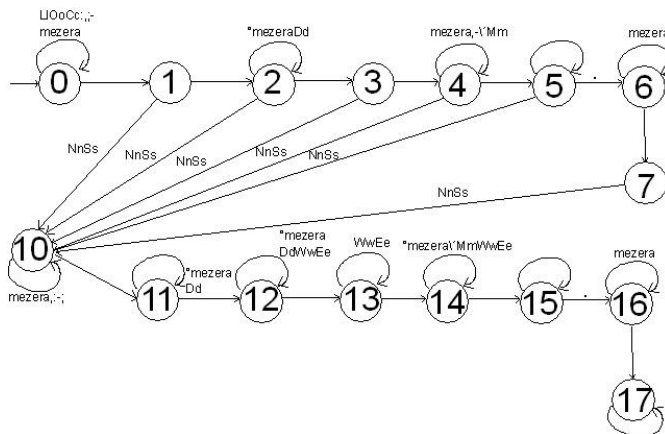 LlOoCc:,;-
mezera
°mezeraDd
mezera,-\'Mm
mezera
0
1
2
3
4
5
.
6
NnSs
NnSs
NnSs
NnSs
NnSs
NnSs
7
10
mezera,:-;
°mezera
Dd
°mezera
DdWwEe
WwEe
°mezera\'MmWwEe
mezera
11
12
13
14
15
.
16
17